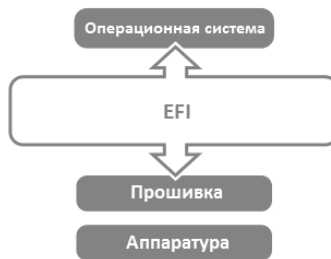 Операционная система
EFI
Прошивка
Аппаратура